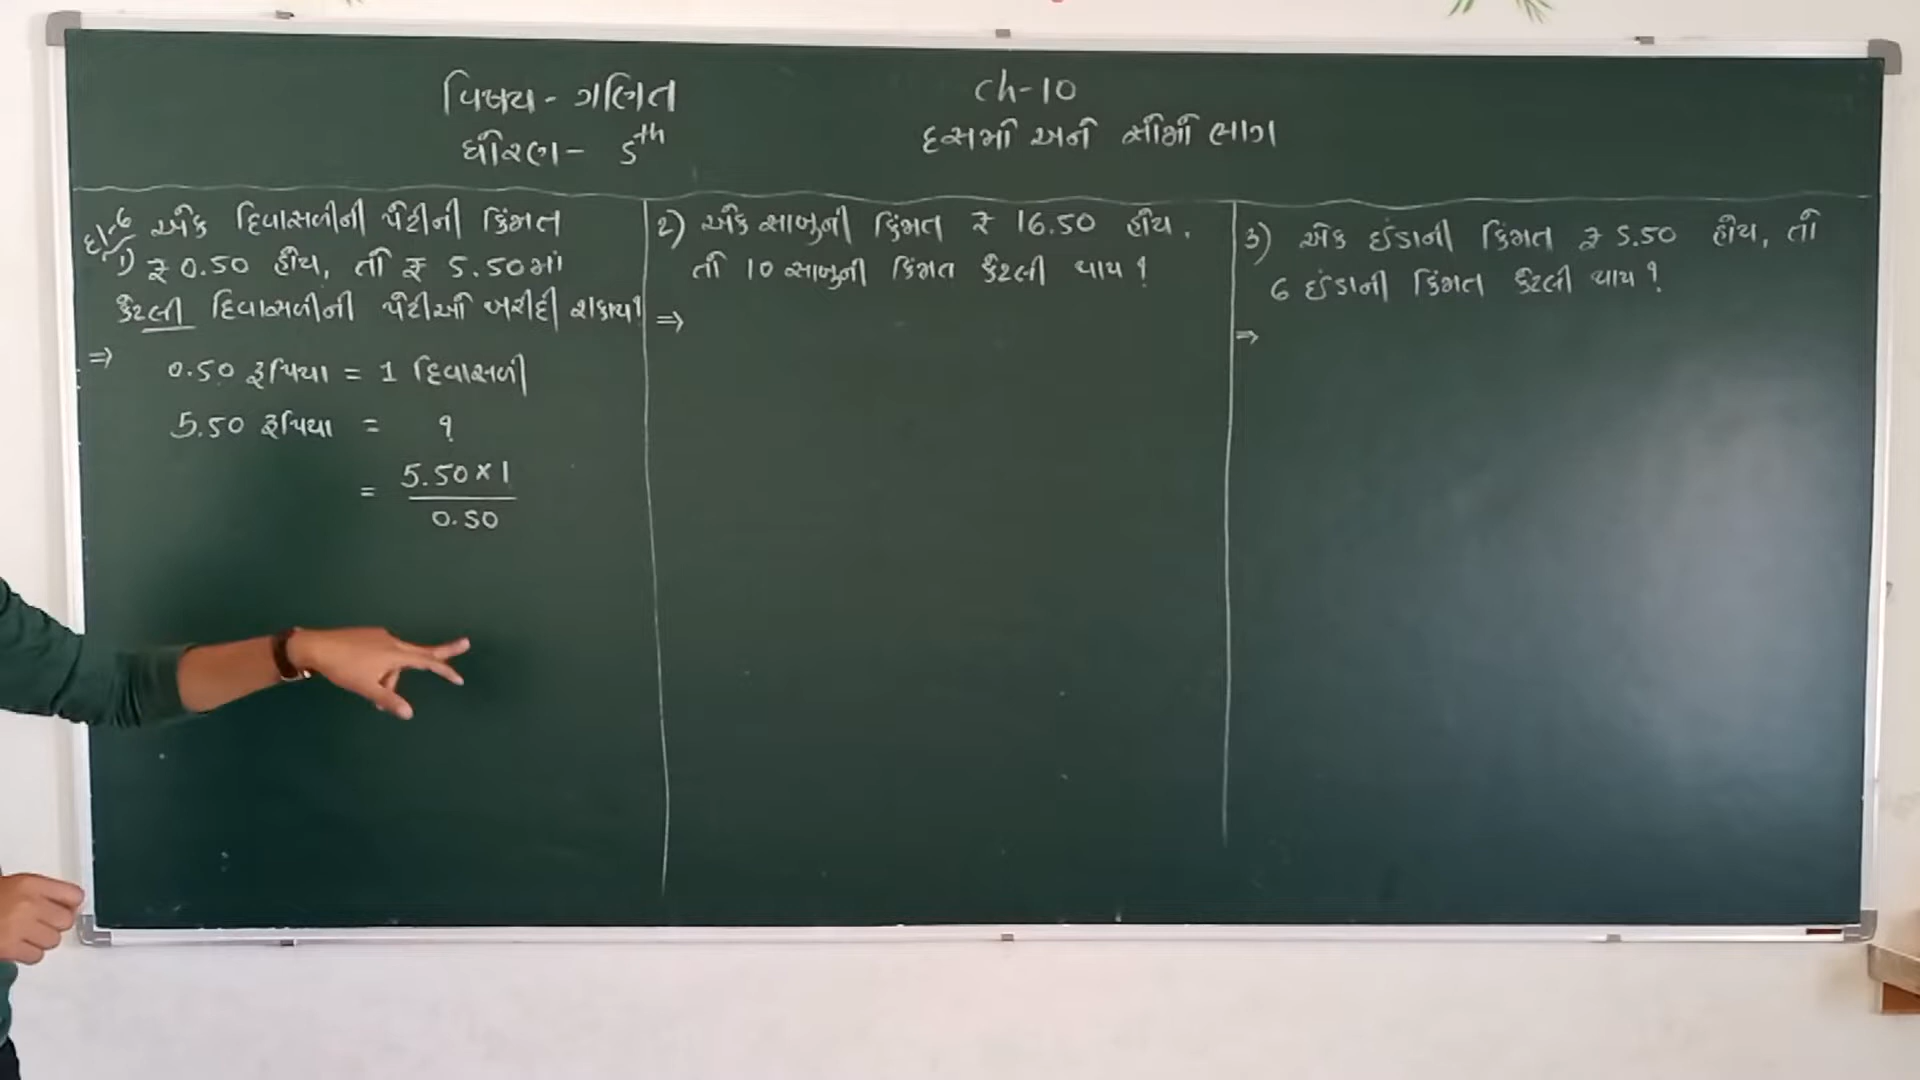 વિષય - ગણિત
ધોરણ - 5th
Ch-10
દસમાં અને સોમાં ભાગ
દા-6
1) એક દિવાસળીની પેટીની કિંમત
₹ 0.50 હોય, તો ₹ 5.50માં
કેટલી દિવાસળીની પેટીઓ ખરીદી શકાય?
⇒ 0.50 રૂપિયા = 1 દિવાસળી
5.50 રૂપિયા = ?
= 5.50 × 1
0.50
2) એક સાબુની કિંમત ₹ 16.50 હોય.
તો 10 સાબુની કિંમત કેટલી થાય?
⇒
3) એક ઈંડાની કિંમત ₹ 5.50 હોય, તો
6 ઈંડાની કિંમત કેટલી થાય?
⇒